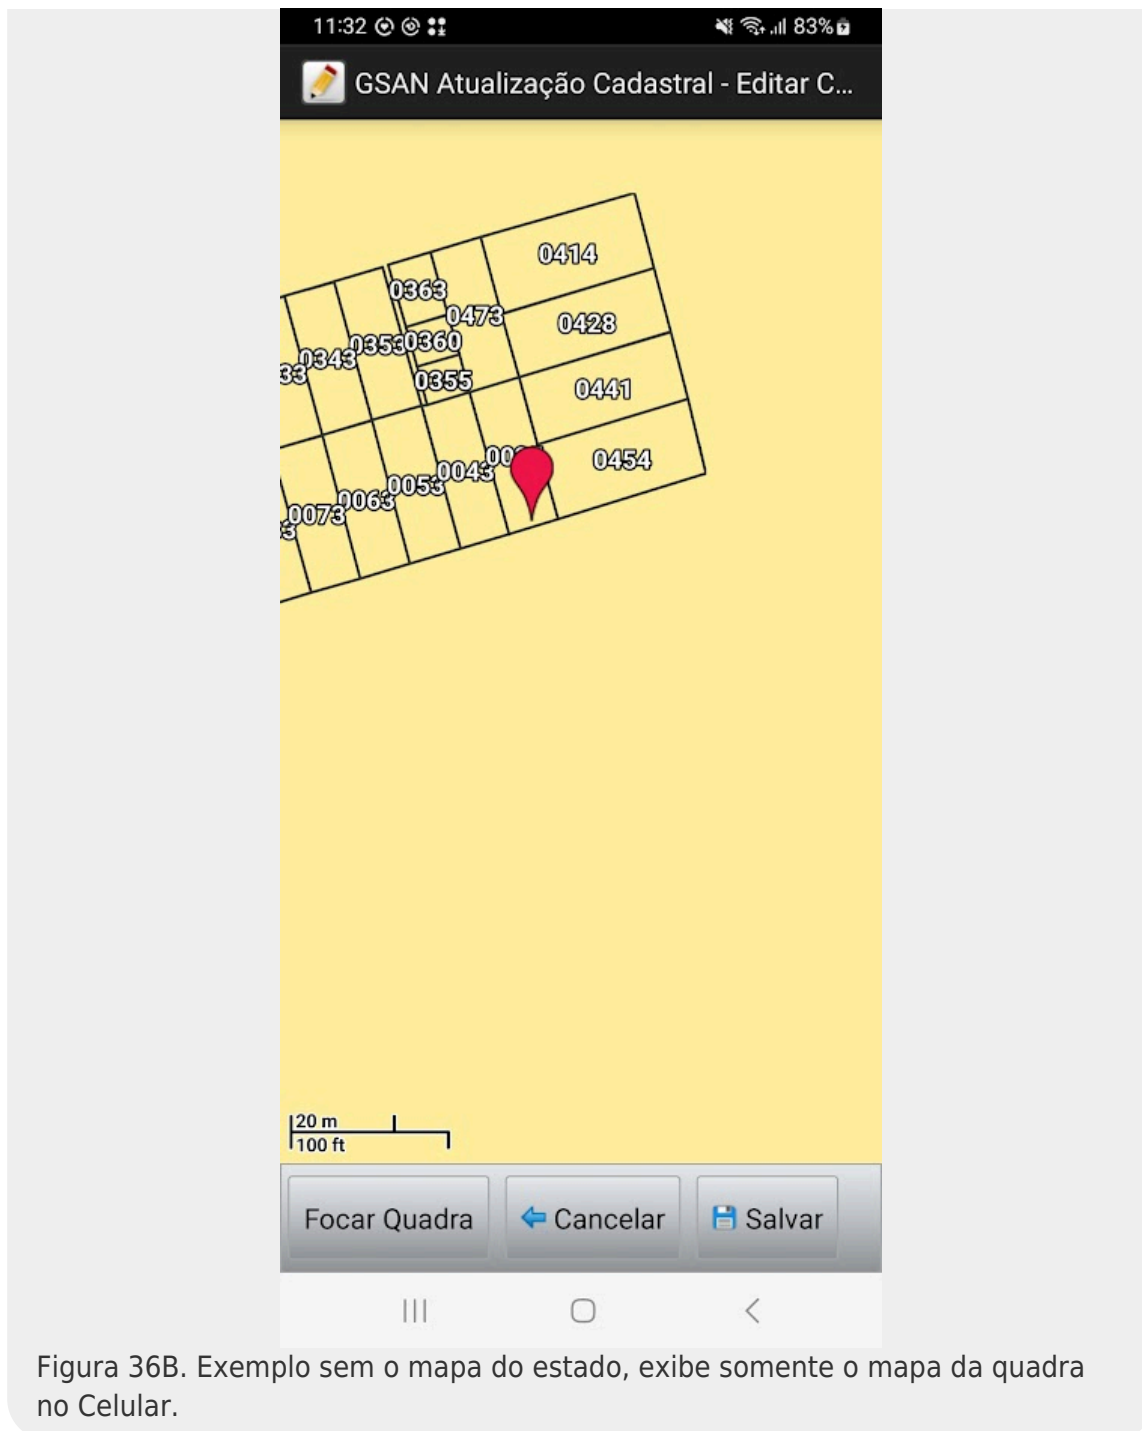 11:32
83%
GSAN Atualização Cadastral - Editar C...
0414
0363
0473
0428
0353
0360
0343
33
0355
0441
0454
0043
0053
0063
0073
20 m
100 ft
Focar Quadra
Cancelar
Salvar
Figura 36B. Exemplo sem o mapa do estado, exibe somente o mapa da quadra
no Celular.